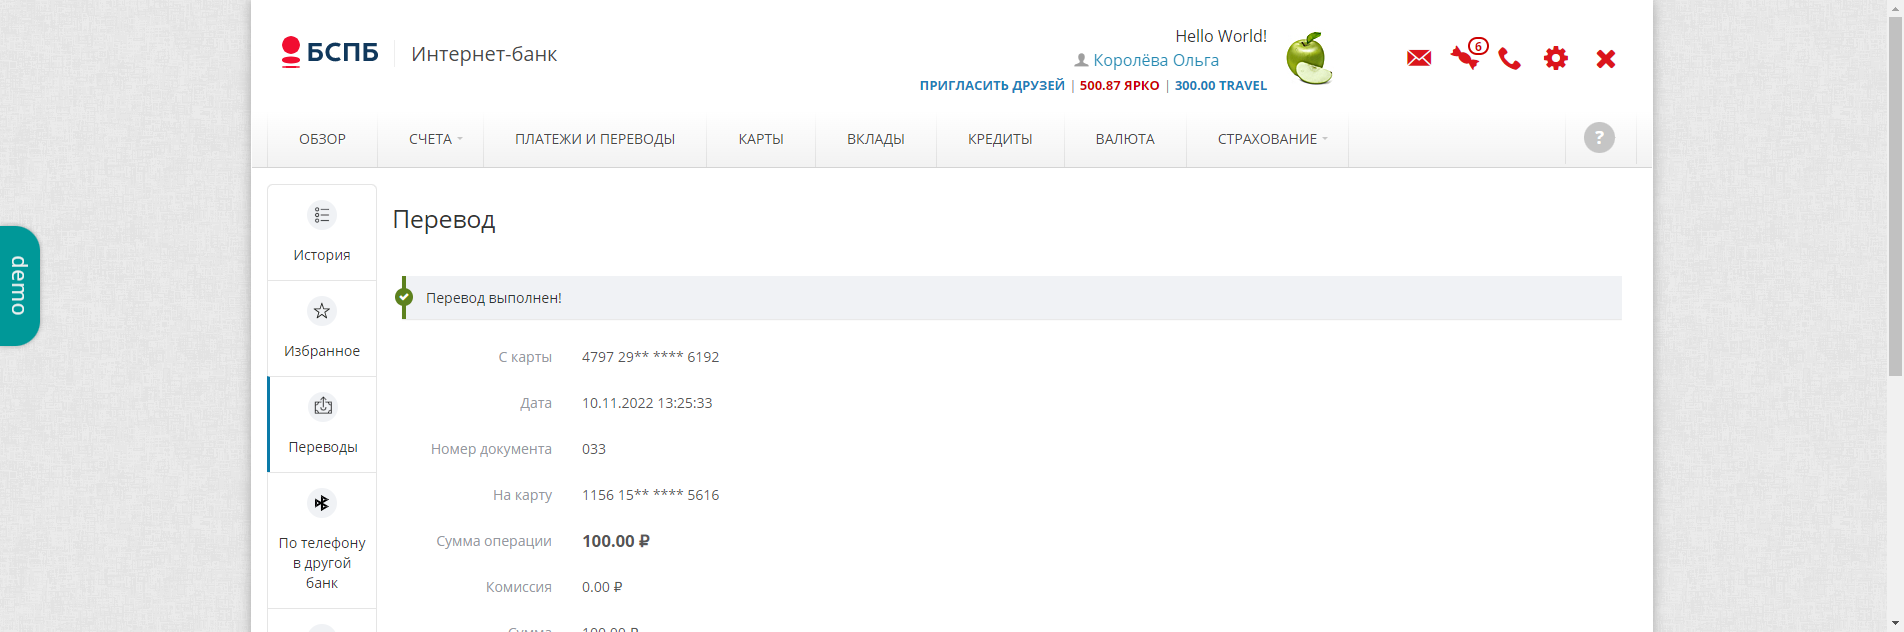 БСПБ
Интернет-банк
Hello World!
Королёва Ольга
ПРИГЛАСИТЬ ДРУЗЕЙ | 500.87 ЯРКО | 300.00 TRAVEL
6
ОБЗОР СЧЕТА ПЛАТЕЖИ И ПЕРЕВОДЫ КАРТЫ ВКЛАДЫ КРЕДИТЫ ВАЛЮТА СТРАХОВАНИЕ ?
demo
История
Избранное
Переводы
По телефону
в другой
банк
Перевод
Перевод выполнен!
С карты 4797 29** **** 6192
Дата 10.11.2022 13:25:33
Номер документа 033
На карту 1156 15** **** 5616
Сумма операции 100.00 ₽
Комиссия 0.00 ₽
Сумма 100.00 ₽